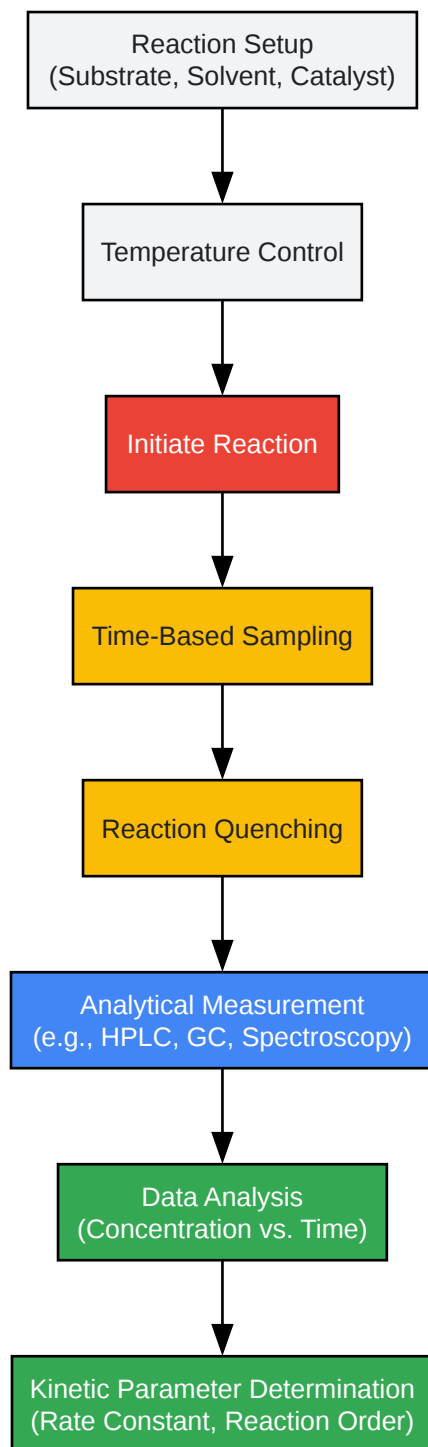 Reaction Setup
(Substrate, Solvent, Catalyst)
Temperature Control
Initiate Reaction
Time-Based Sampling
Reaction Quenching
Analytical Measurement
(e.g., HPLC, GC, Spectroscopy)
Data Analysis
(Concentration vs. Time)
Kinetic Parameter Determination
(Rate Constant, Reaction Order)